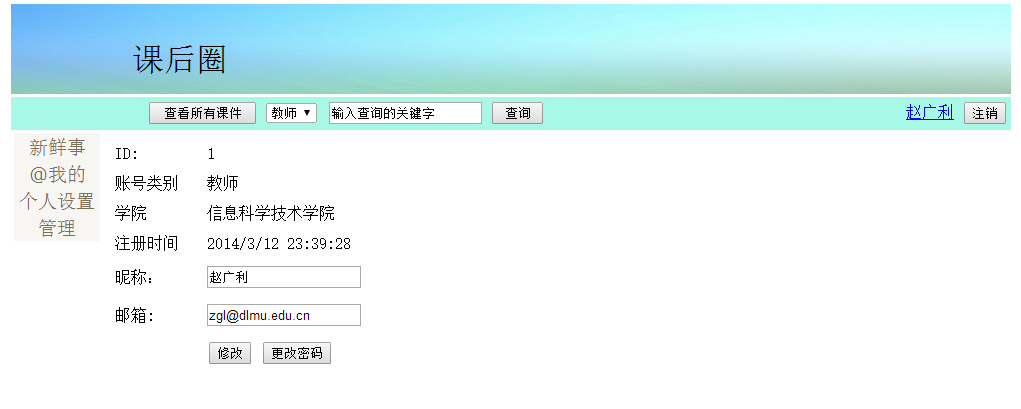 课后圈
查看所有课件 教师 ▼ 输入查询的关键字 查询 赵广利 注销
新鲜事
@我的
个人设置
管理
ID: 1
账号类别 教师
学院 信息科学技术学院
注册时间 2014/3/12 23:39:28
昵称: 赵广利
邮箱: zgl@dlmu.edu.cn
修改 更改密码